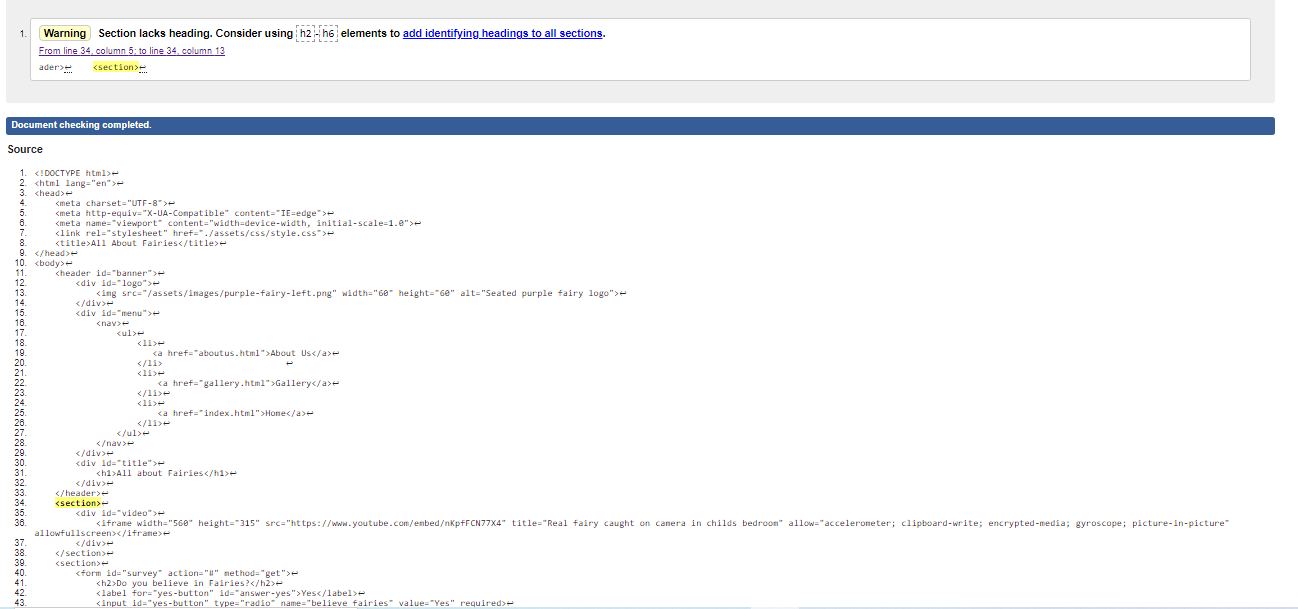 1. Warning Section lacks heading. Consider using h2-h6 elements to add identifying headings to all sections.
From line 34, column 5; to line 34, column 13
ader>↩ <section>↩
Document checking completed.
Source
1. <!DOCTYPE html>↩
2. <html lang="en">↩
3. <head>↩
4. <meta charset="UTF-8">↩
5. <meta http-equiv="X-UA-Compatible" content="IE=edge">↩
6. <meta name="viewport" content="width=device-width, initial-scale=1.0">↩
7. <link rel="stylesheet" href="./assets/css/style.css">↩
8. <title>All About Fairies</title>↩
9. </head>↩
10. <body>↩
11. <header id="banner">↩
12. <div id="logo">↩
13. <img src="/assets/images/purple-fairy-left.png" width="60" height="60" alt="Seated purple fairy logo">↩
14. </div>↩
15. <div id="menu">↩
16. <nav>↩
17. <ul>↩
18. <li>↩
19. <a href="aboutus.html">About Us</a>↩
20. </li> ↩
21. <li>↩
22. <a href="gallery.html">Gallery</a>↩
23. </li>↩
24. <li>↩
25. <a href="index.html">Home</a>↩
26. </li>↩
27. </ul>↩
28. </nav>↩
29. </div>↩
30. <div id="title">↩
31. <h1>All about Fairies</h1>↩
32. </div>↩
33. </header>↩
34. <section>↩
35. <div id="video">↩
36. <iframe width="560" height="315" src="https://www.youtube.com/embed/nKpfFCN77X4" title="Real fairy caught on camera in childs bedroom" allow="accelerometer; clipboard-write; encrypted-media; gyroscope; picture-in-picture"
allowfullscreen></iframe>↩
37. </div>↩
38. </section>↩
39. <section>↩
40. <form id="survey" action="#" method="get">↩
41. <h2>Do you believe in Fairies?</h2>↩
42. <label for="yes-button" id="answer-yes">Yes</label>↩
43. <input id="yes-button" type="radio" name="believe fairies" value="Yes" required>↩